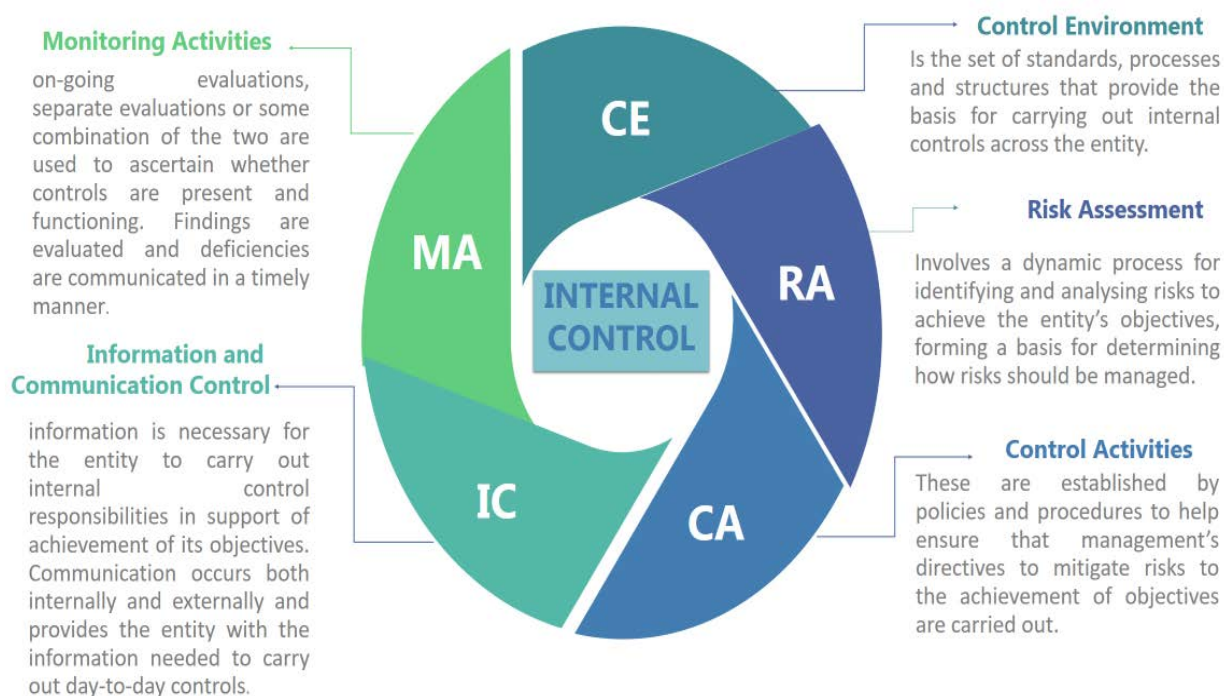 Monitoring Activities
on-going evaluations,
separate evaluations or some
combination of the two are
used to ascertain whether
controls are present and
functioning. Findings are
evaluated and deficiencies
are communicated in a timely
manner.
Information and
Communication Control
information is necessary for
the entity to carry out
internal control
responsibilities in support of
achievement of its objectives.
Communication occurs both
internally and externally and
provides the entity with the
information needed to carry
out day-to-day controls.
CE
RA
MA
INTERNAL
CONTROL
IC
CA
Control Environment
Is the set of standards, processes
and structures that provide the
basis for carrying out internal
controls across the entity.
Risk Assessment
Involves a dynamic process for
identifying and analysing risks to
achieve the entity's objectives,
forming a basis for determining
how risks should be managed.
Control Activities
These are established by
policies and procedures to help
ensure that management's
directives to mitigate risks to
the achievement of objectives
are carried out.